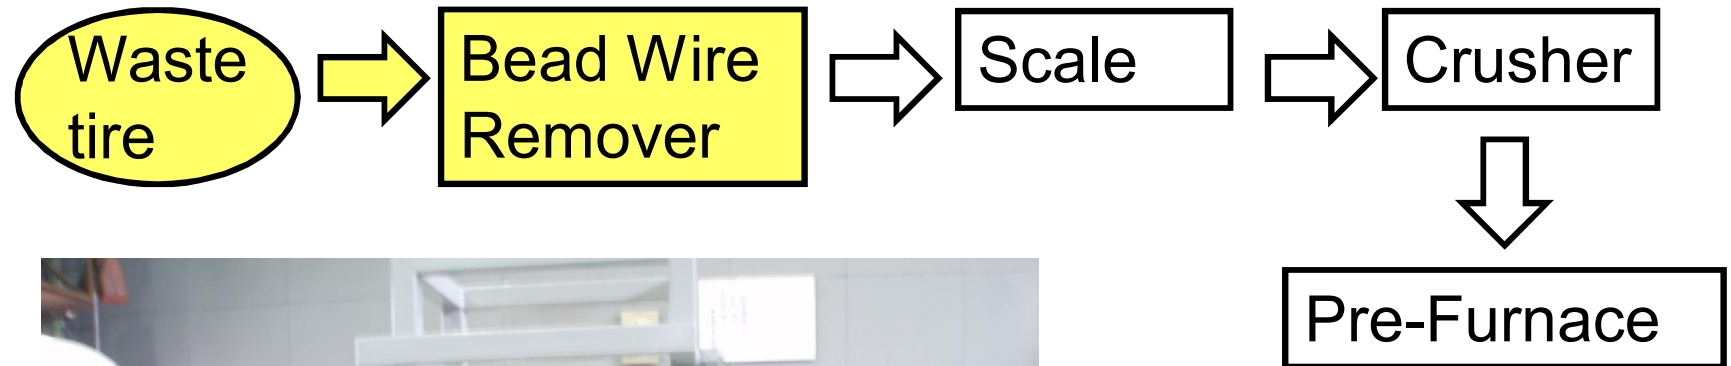 Waste
tire
Bead Wire
Remover
Scale
Crusher
Pre-Furnace